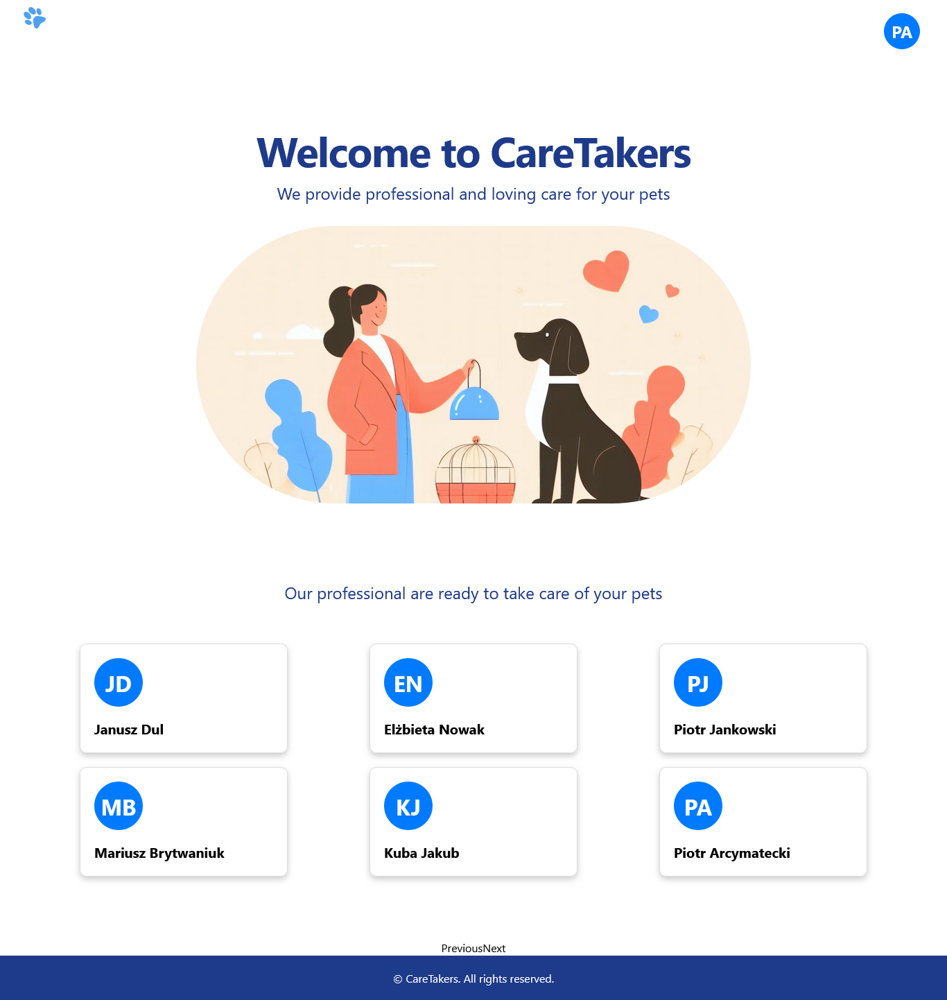 PA
Welcome to CareTakers
We provide professional and loving care for your pets
Our professional are ready to take care of your pets
JD
Janusz Dul
EN
Elżbieta Nowak
PJ
Piotr Jankowski
MB
Mariusz Brytwaniuk
KJ
Kuba Jakub
PA
Piotr Arcymatecki
PreviousNext
© CareTakers. All rights reserved.